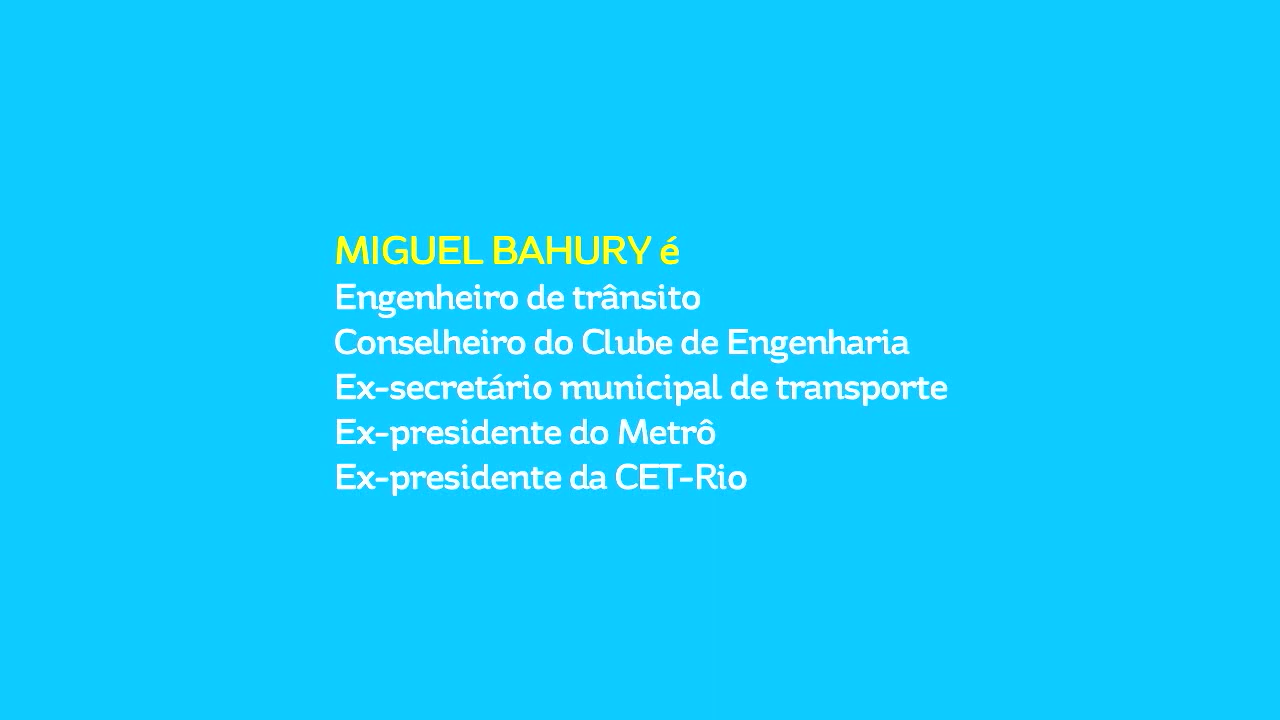 MIGUEL BAHURY é
Engenheiro de trânsito
Conselheiro do Clube de Engenharia
Ex-secretário municipal de transporte
Ex-presidente do Metrô
Ex-presidente da CET-Rio